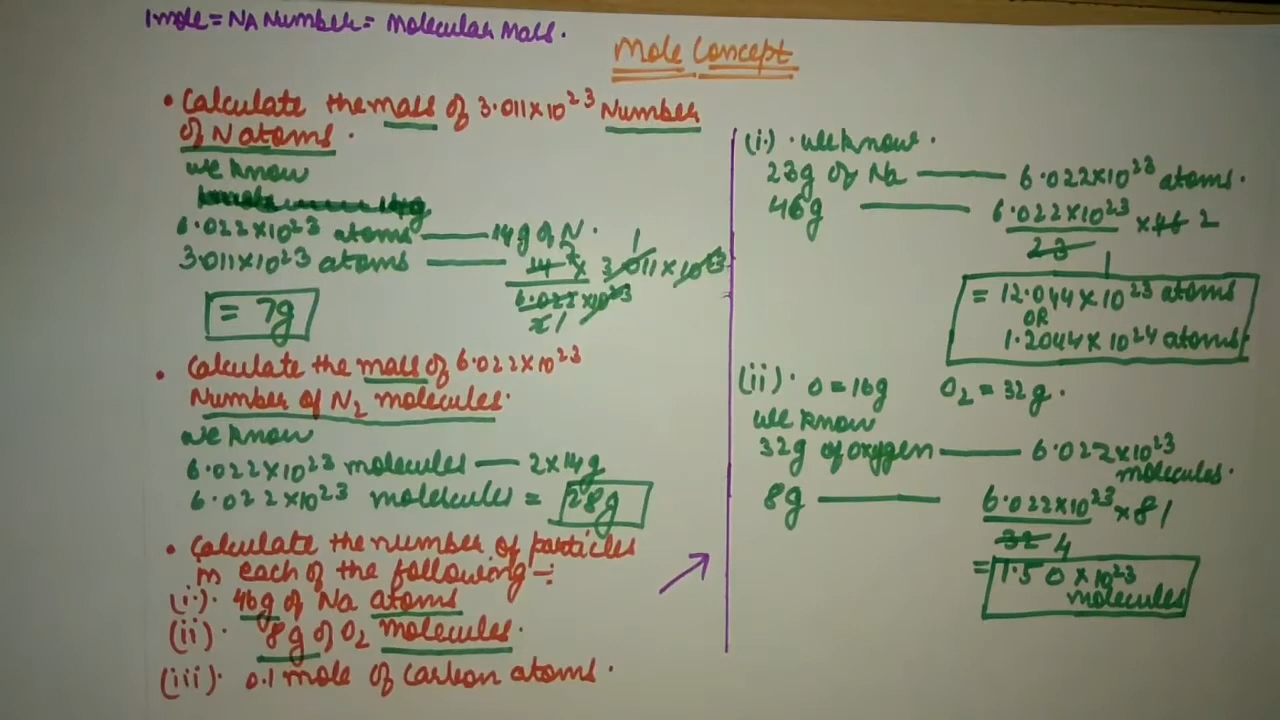 1mole = NA Number = Molecular Mass.
Mole Concept
• Calculate the mass of 3.011×10²³ Number
of N atoms.
we know
6.022×10²³ atoms — 14g of N.
3.011×10²³ atoms — 14 7 × 3.011×10²³ 1
6.022×10²³
= 7g
• Calculate the mass of 6.022×10²³
Number of N₂ molecules.
we know
6.022×10²³ molecules — 2×14g
6.022×10²³ molelcules = 28g
• Calculate the number of particles
in each of the following :-
(i). 46g of Na atoms
(ii). 8g of O₂ molecules.
(iii). 0.1 mole of carbon atoms.
(i.) . we know.
23g of Na — 6.022×10²³ atoms.
46g — 6.022×10²³ × 46 2
23 1
= 12.044×10²³ atoms
OR
1.2044×10²⁴ atoms
(ii). O=16g O₂ = 32g.
we know
32g of oxygen — 6.022×10²³
molecules.
8g — 6.022×10²³ × 8 1
32 4
= 1.50×10²³
molecules